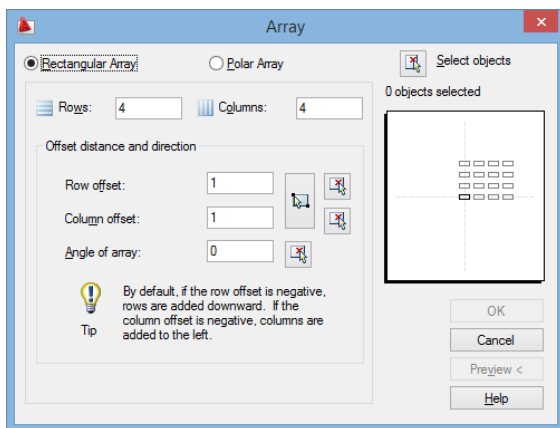 Array
Rectangular Array
Polar Array
Select objects
0 objects selected
Rows: 4
Columns: 4
Offset distance and direction
Row offset: 1
Column offset: 1
Angle of array: 0
By default, if the row offset is negative,
rows are added downward. If the
column offset is negative, columns are
added to the left.
Tip
OK
Cancel
Preview <
Help